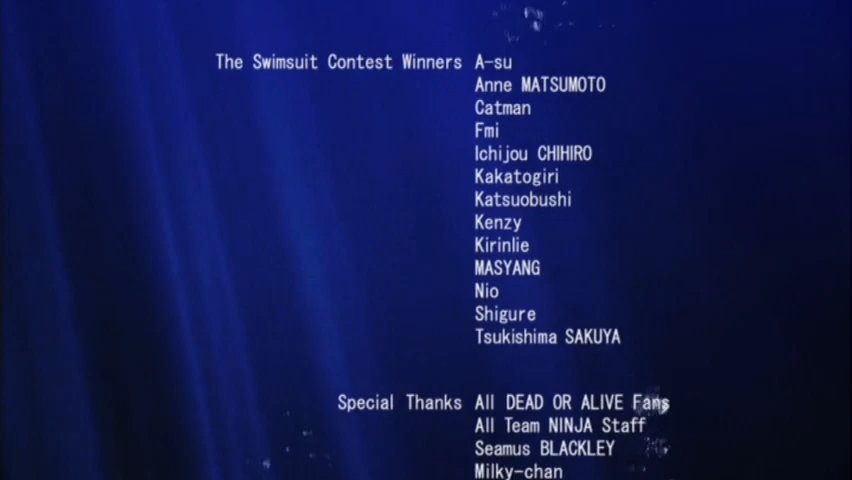 The Swimsuit Contest Winners A-su
Anne MATSUMOTO
Catman
Fmi
Ichijou CHIHIRO
Kakatogiri
Katsuobushi
Kenzy
Kirinlie
MASYANG
Nio
Shigure
Tsukishima SAKUYA
Special Thanks All DEAD OR ALIVE Fans
All Team NINJA Staff
Seamus BLACKLEY
Milky-chan